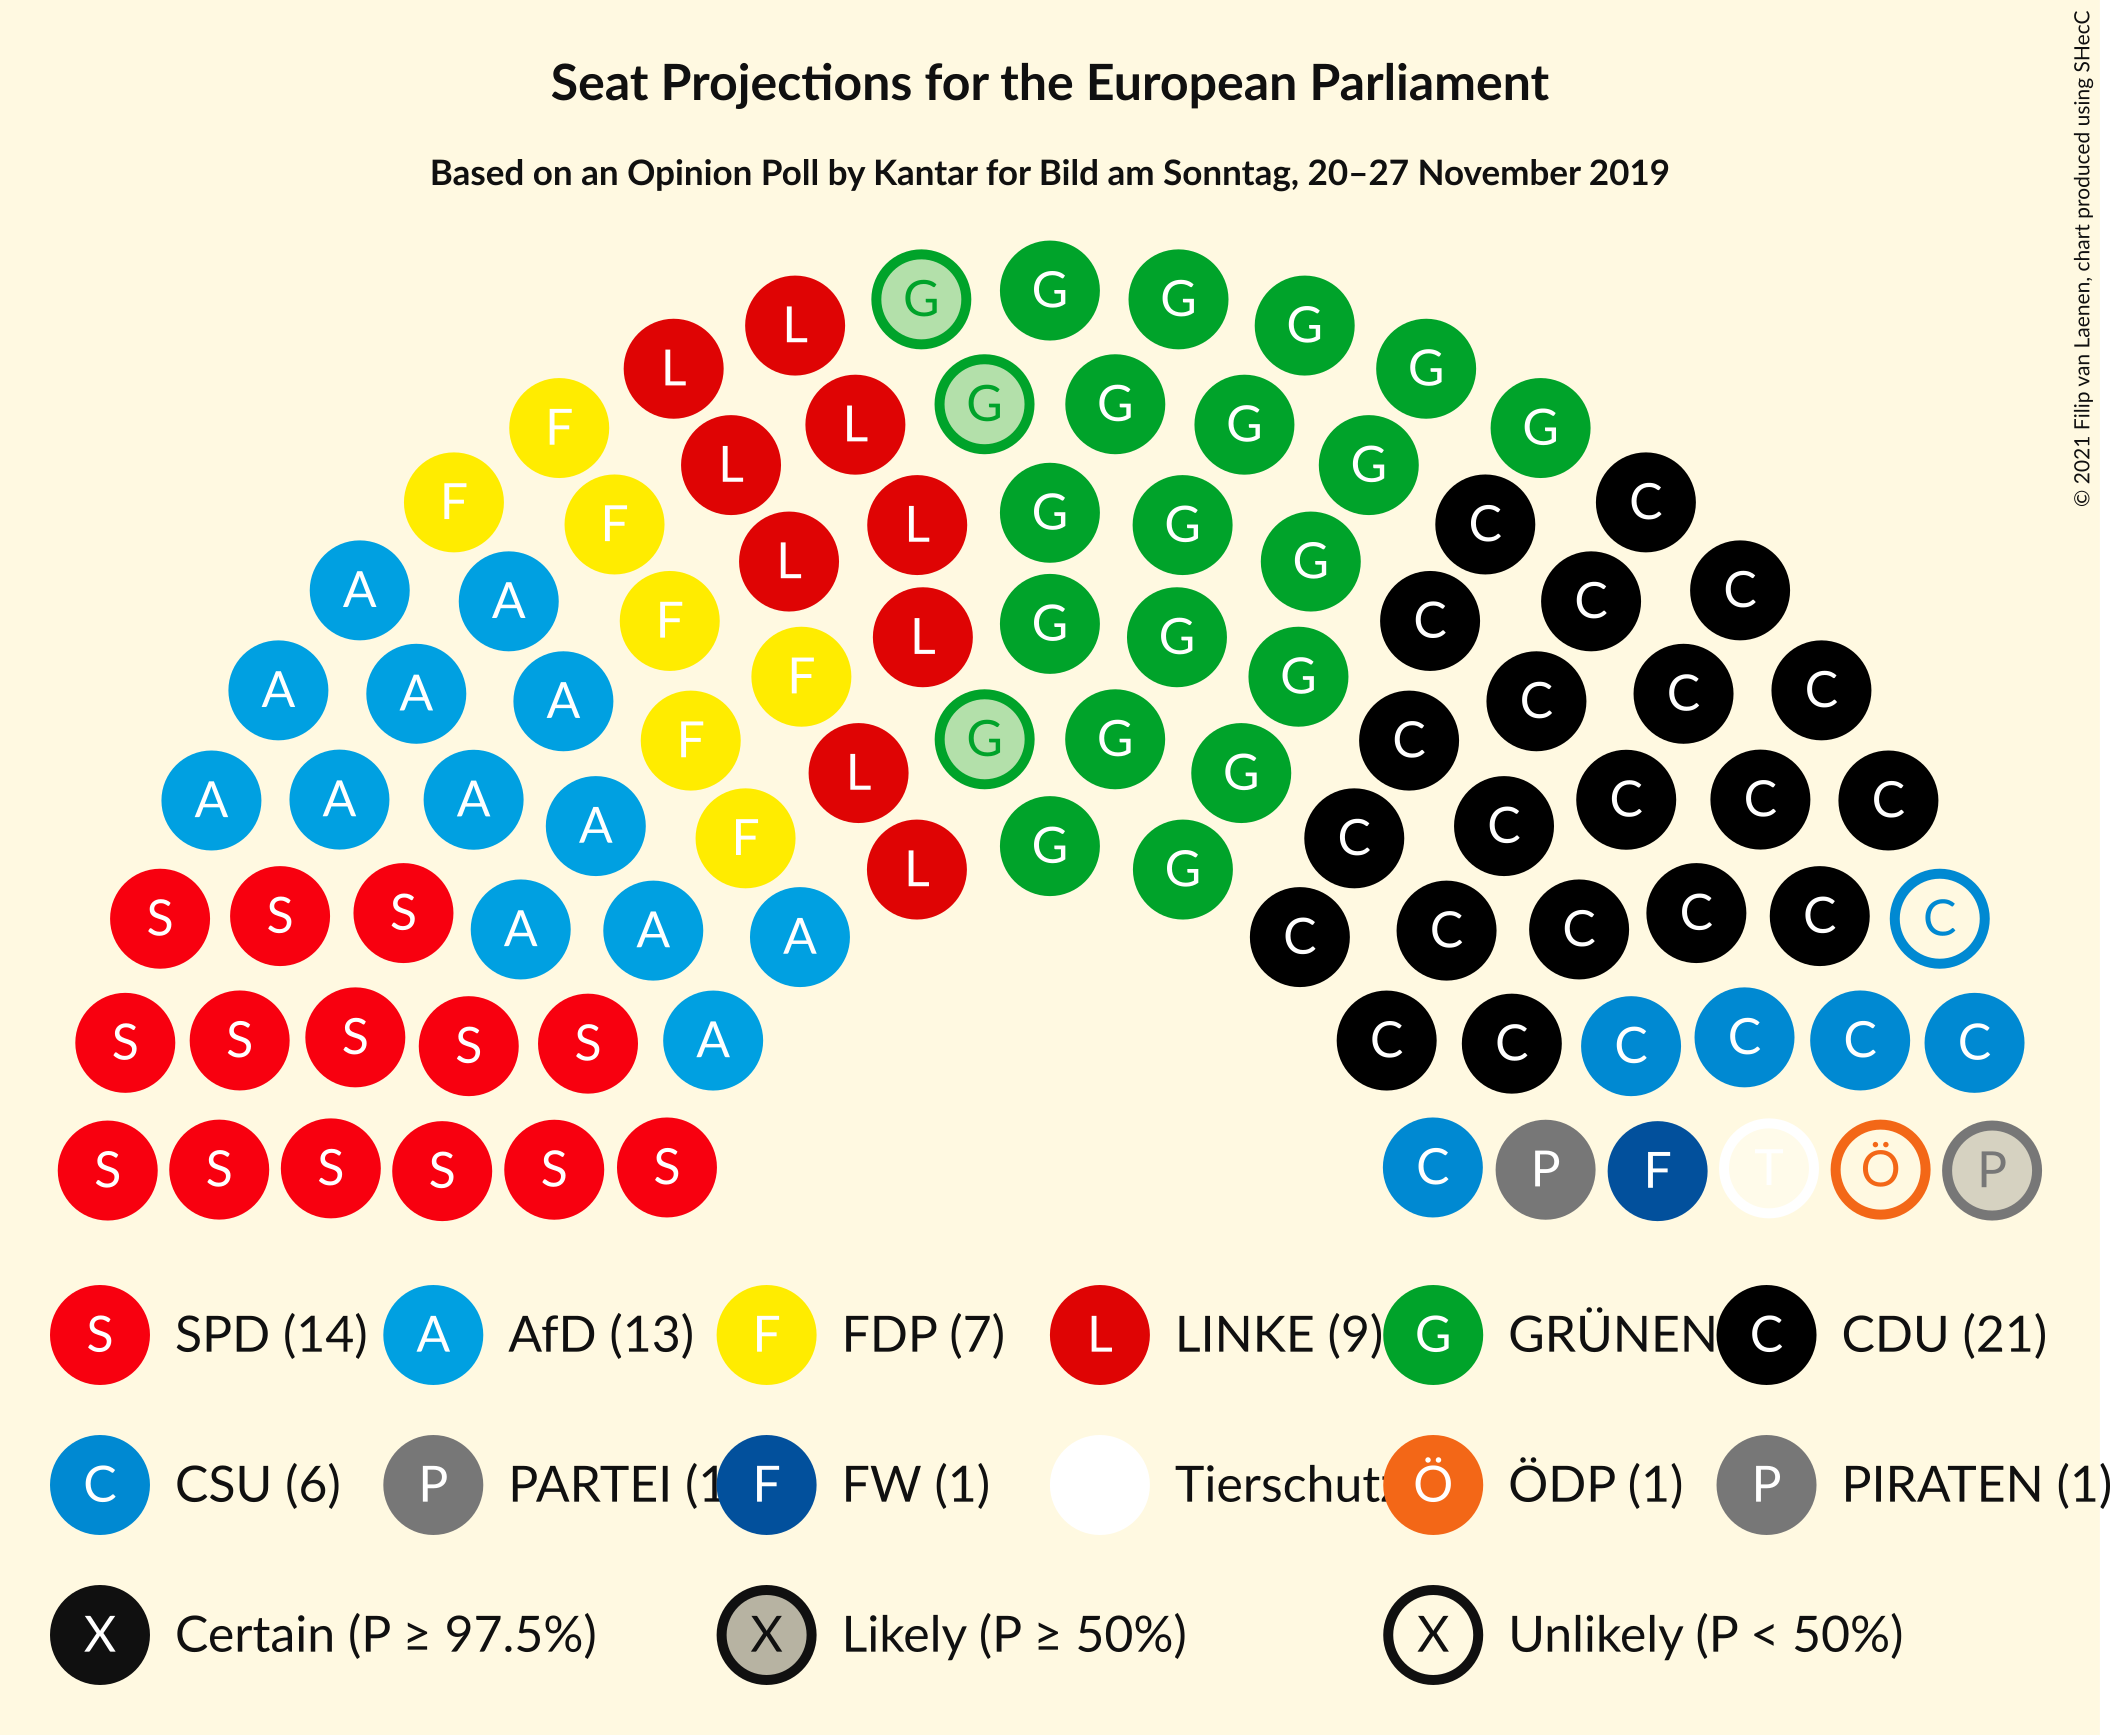 Seat Projections for the European Parliament
Based on an Opinion Poll by Kantar for Bild am Sonntag, 20–27 November 2019
© 2021 Filip van Laenen, chart produced using SHecC
G G G
L G
L G
G G
F L G G
L G
F F L G G C C
L G
A A C C
F L G G C
A A A F G C C C
F G G C
A A A L G C C C
A F G C C
L G
S S S A A A C C C C C C
S S S S S A C C C C C C
S S S S S S C P F T Ö P
S SPD (14) A AfD (13) F FDP (7) L LINKE (9) G GRÜNEN C CDU (21)
C CSU (6) P PARTEI (1 F FW (1) Tierschutz Ö ÖDP (1) P PIRATEN (1)
X Certain (P ≥ 97.5%) X Likely (P ≥ 50%) X Unlikely (P < 50%)